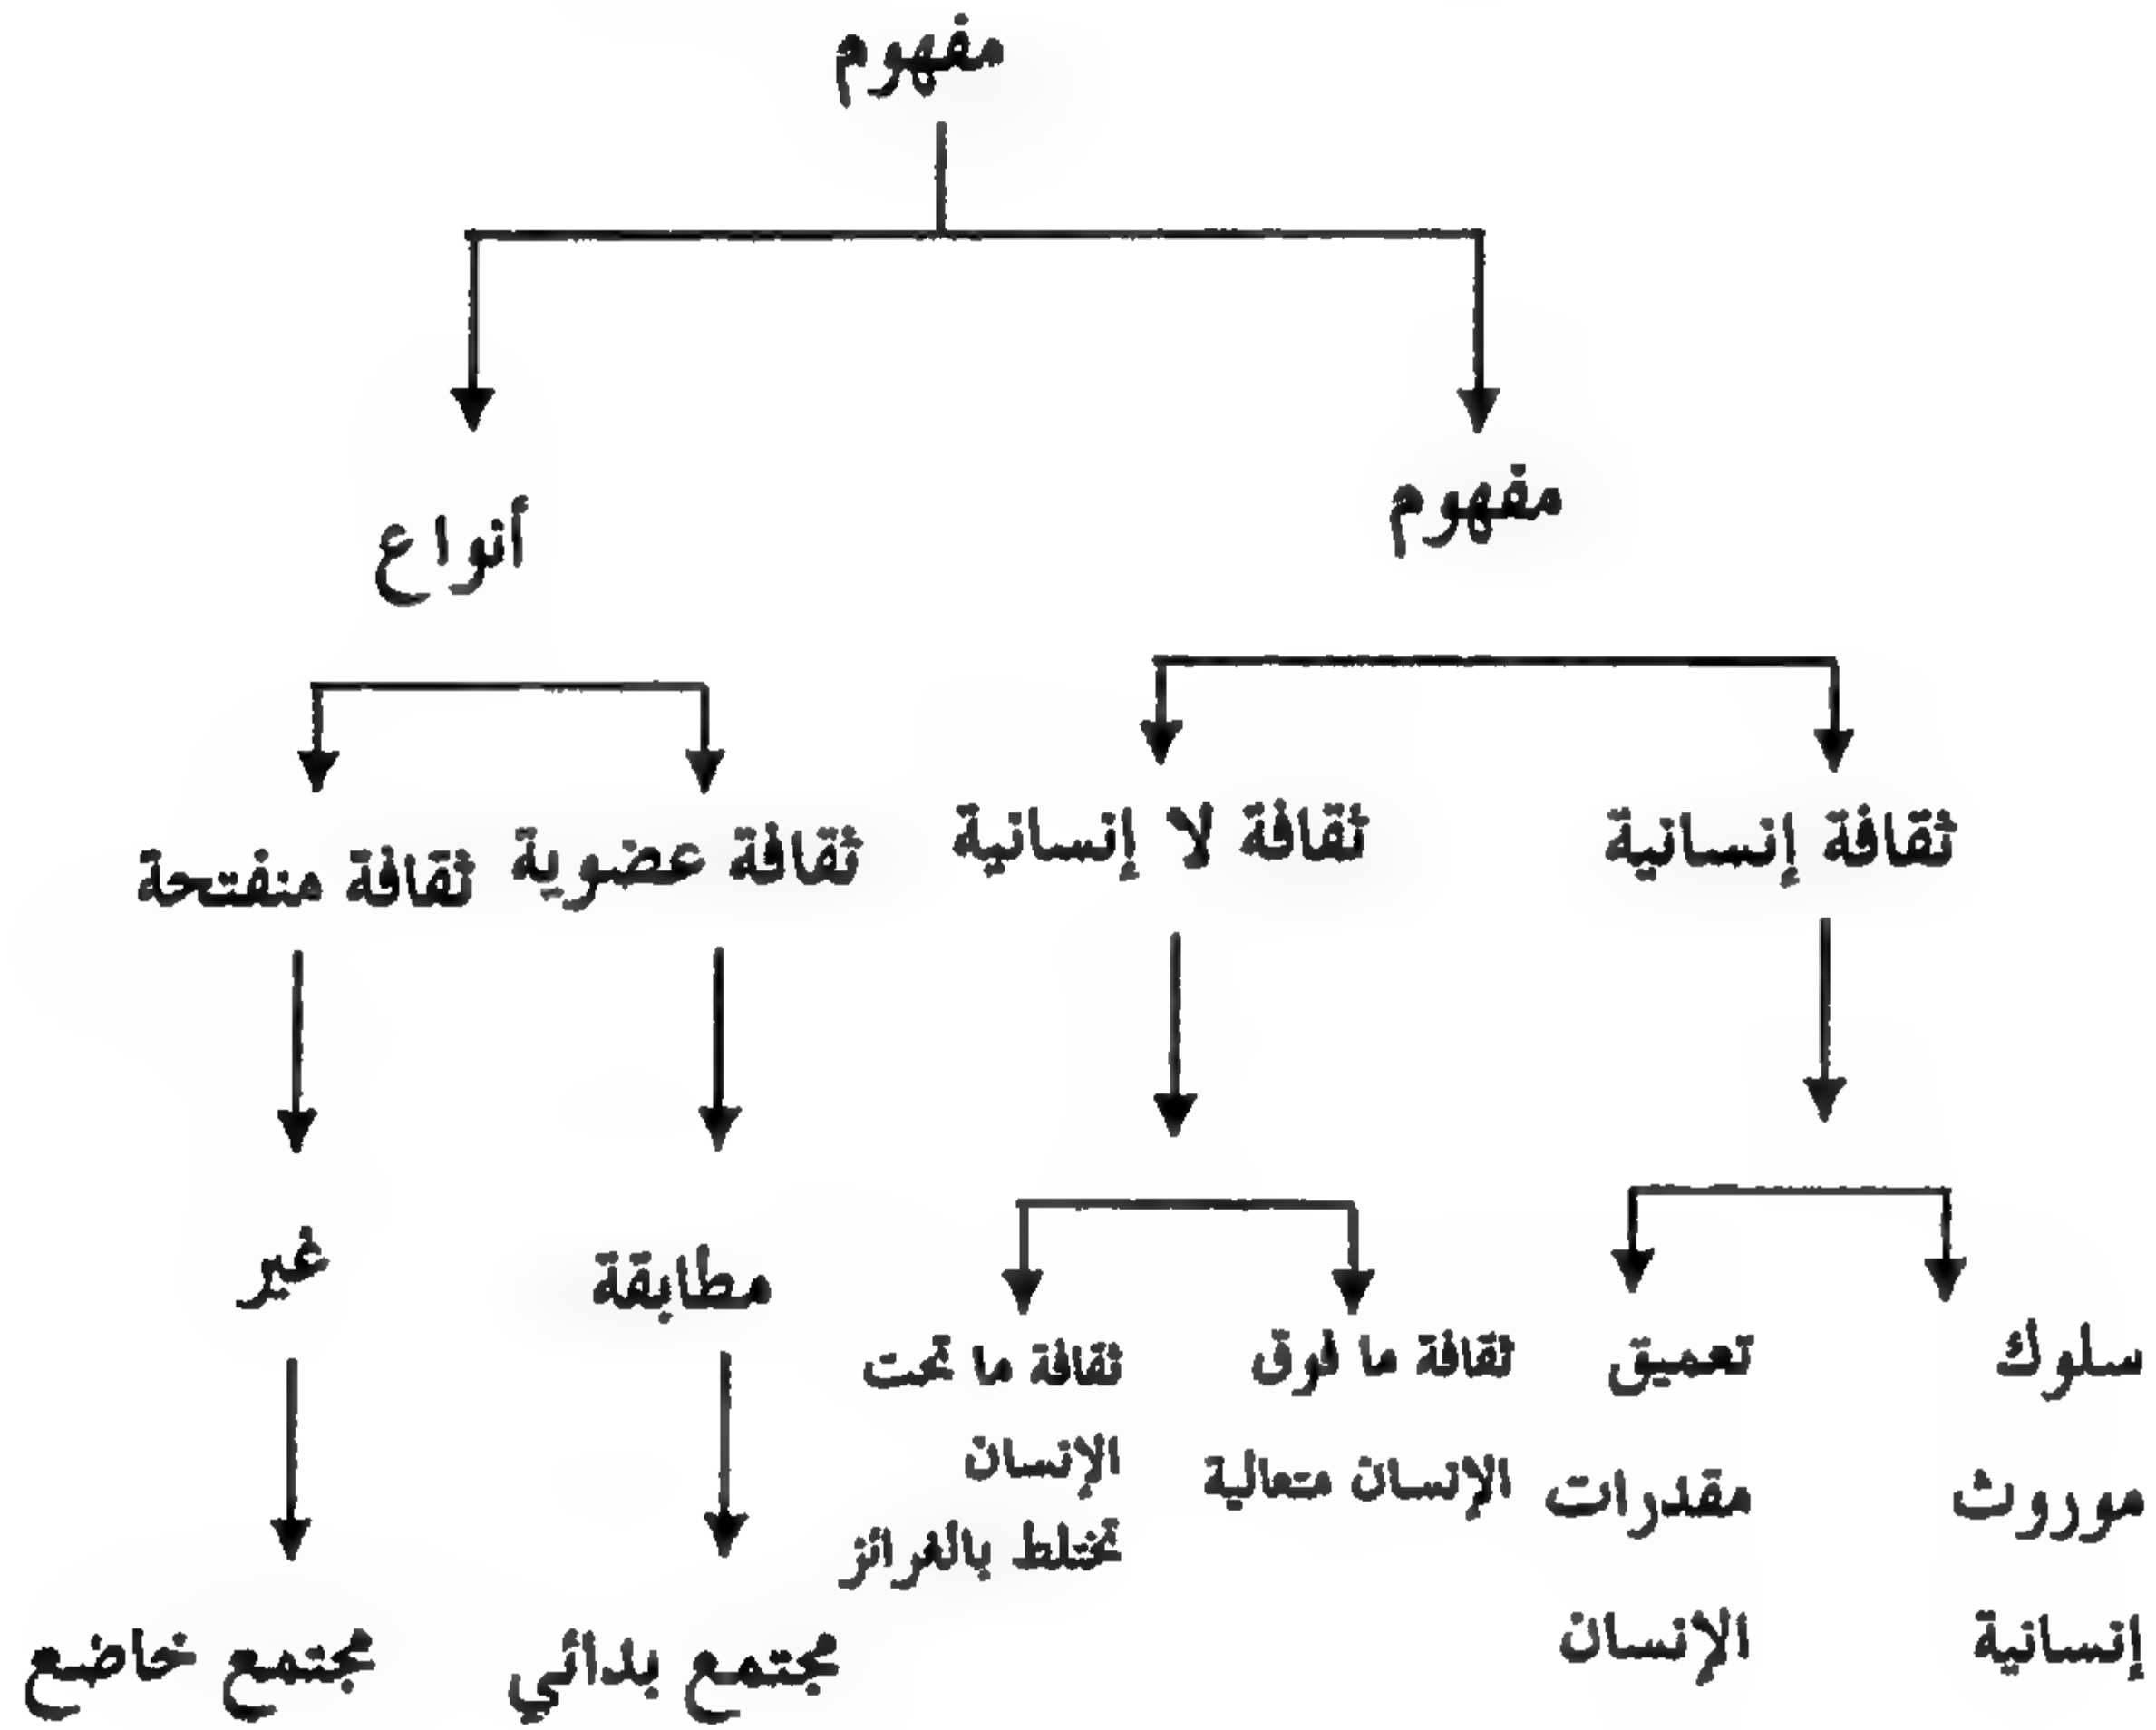 مفهوم
مفهوم
أنواع
ثقافة إنسانية
ثقافة لا إنسانية
ثقافة عضوية
ثقافة منفتحة
سلوك
موروث
إنسانية
تعميق
مقدرات
الإنسان
ثقافة ما فوق
الإنسان متعالية
ثقافة ما تحت
الإنسان
تختلط بالغرائز
مطابقة
غير
مجتمع بدائي
مجتمع خاضع